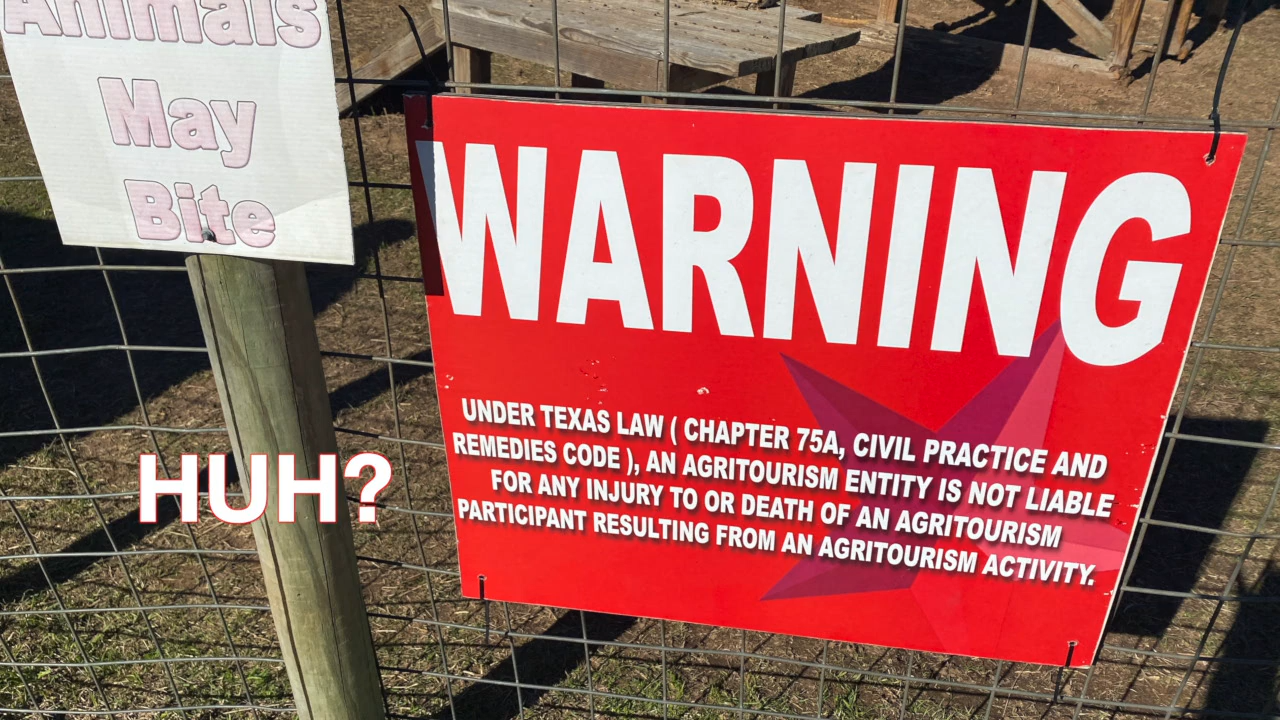 Animals
May
Bite
WARNING
UNDER TEXAS LAW ( CHAPTER 75A, CIVIL PRACTICE AND
REMEDIES CODE ), AN AGRITOURISM ENTITY IS NOT LIABLE
FOR ANY INJURY TO OR DEATH OF AN AGRITOURISM
PARTICIPANT RESULTING FROM AN AGRITOURISM ACTIVITY.
HUH?